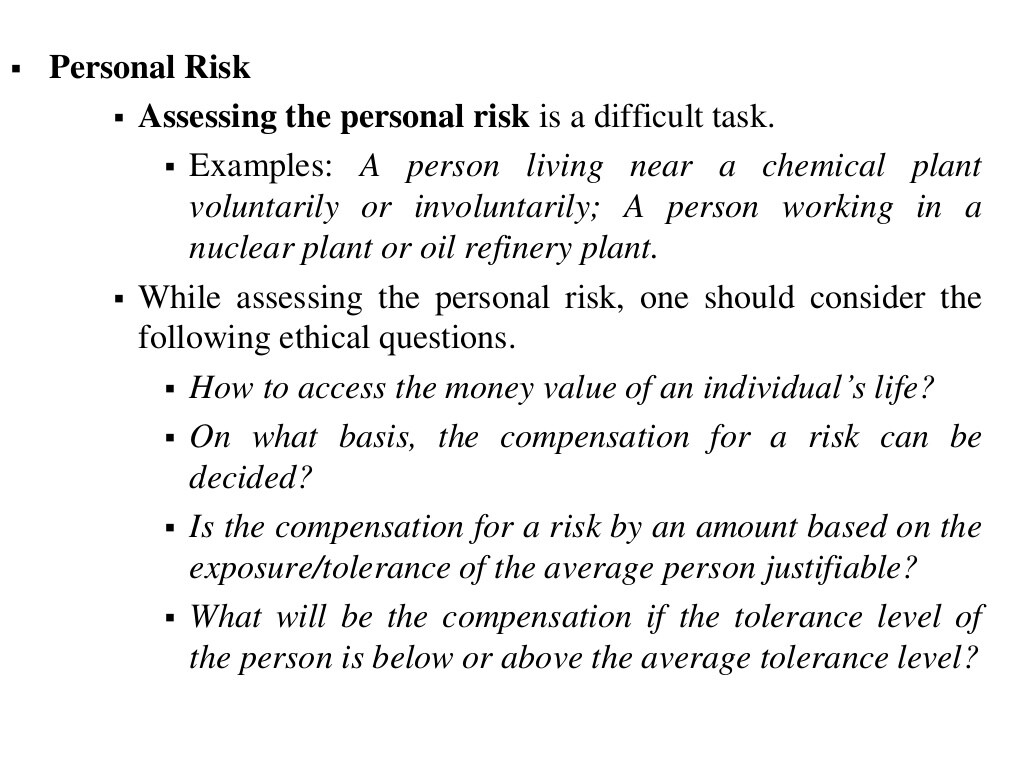 ▪ Personal Risk
▪ Assessing the personal risk is a difficult task.
▪ Examples: A person living near a chemical plant
voluntarily or involuntarily; A person working in a
nuclear plant or oil refinery plant.
▪ While assessing the personal risk, one should consider the
following ethical questions.
▪ How to access the money value of an individual’s life?
▪ On what basis, the compensation for a risk can be
decided?
▪ Is the compensation for a risk by an amount based on the
exposure/tolerance of the average person justifiable?
▪ What will be the compensation if the tolerance level of
the person is below or above the average tolerance level?